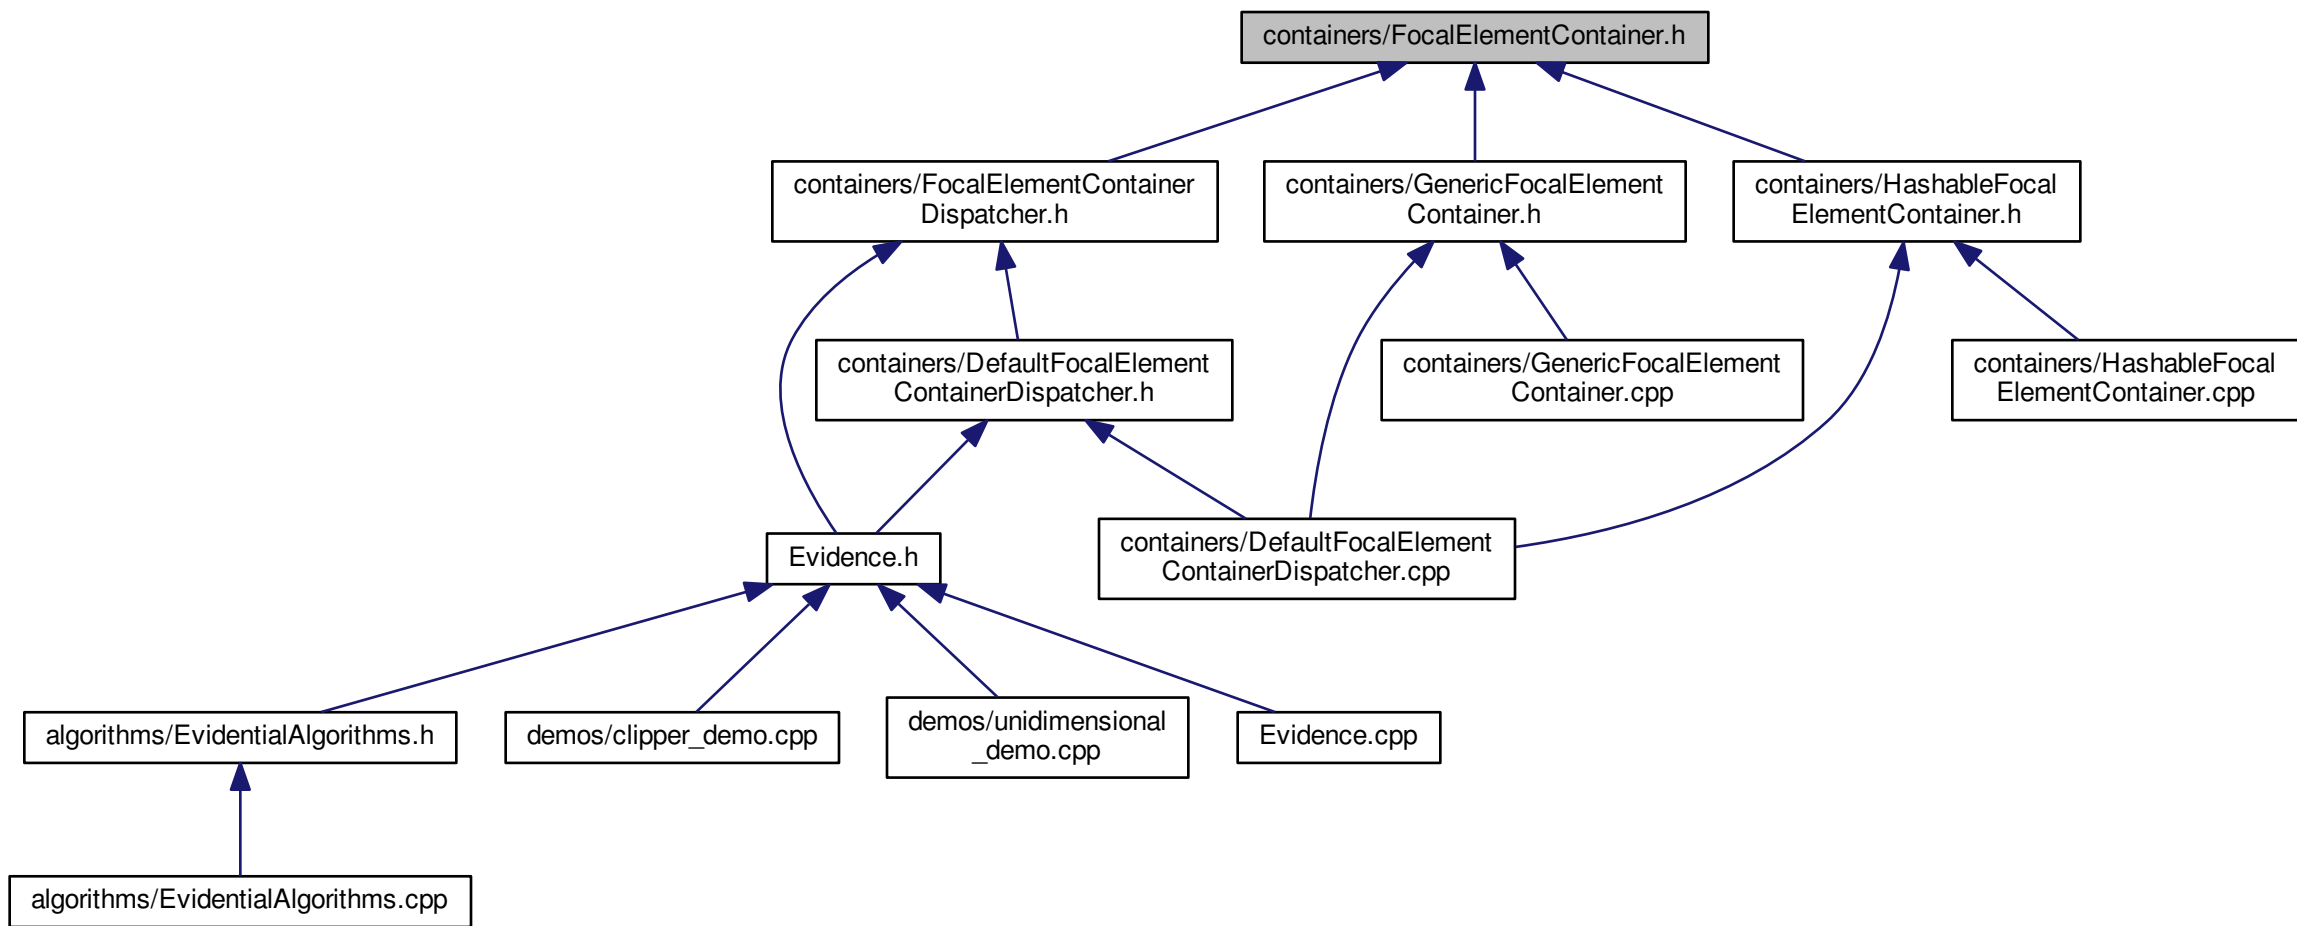 containers/FocalElementContainer.h
containers/FocalElementContainer
Dispatcher.h
containers/GenericFocalElement
Container.h
containers/HashableFocal
ElementContainer.h
containers/DefaultFocalElement
ContainerDispatcher.h
containers/GenericFocalElement
Container.cpp
containers/HashableFocal
ElementContainer.cpp
Evidence.h
containers/DefaultFocalElement
ContainerDispatcher.cpp
algorithms/EvidentialAlgorithms.h
demos/clipper_demo.cpp
demos/unidimensional
_demo.cpp
Evidence.cpp
algorithms/EvidentialAlgorithms.cpp